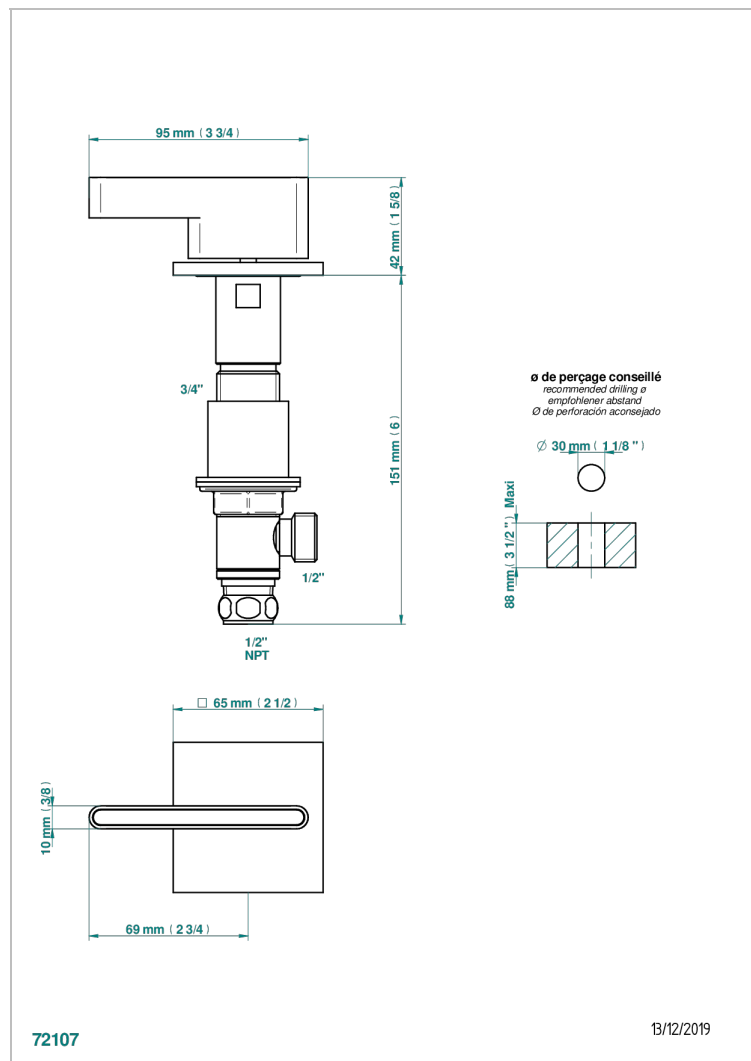 95 mm ( 3 3/4 )
42 mm ( 1 5/8 )
3/4"
151 mm ( 6 )
1/2"
1/2"
NPT
ø de perçage conseillé
recommended drilling ø
empfohlener abstand
Ø de perforación aconsejado
∅ 30 mm ( 1 1/8 " )
88 mm ( 3 1/2 " ) Maxi
□ 65 mm ( 2 1/2 )
10 mm ( 3/8 )
69 mm ( 2 3/4 )
72107
13/12/2019